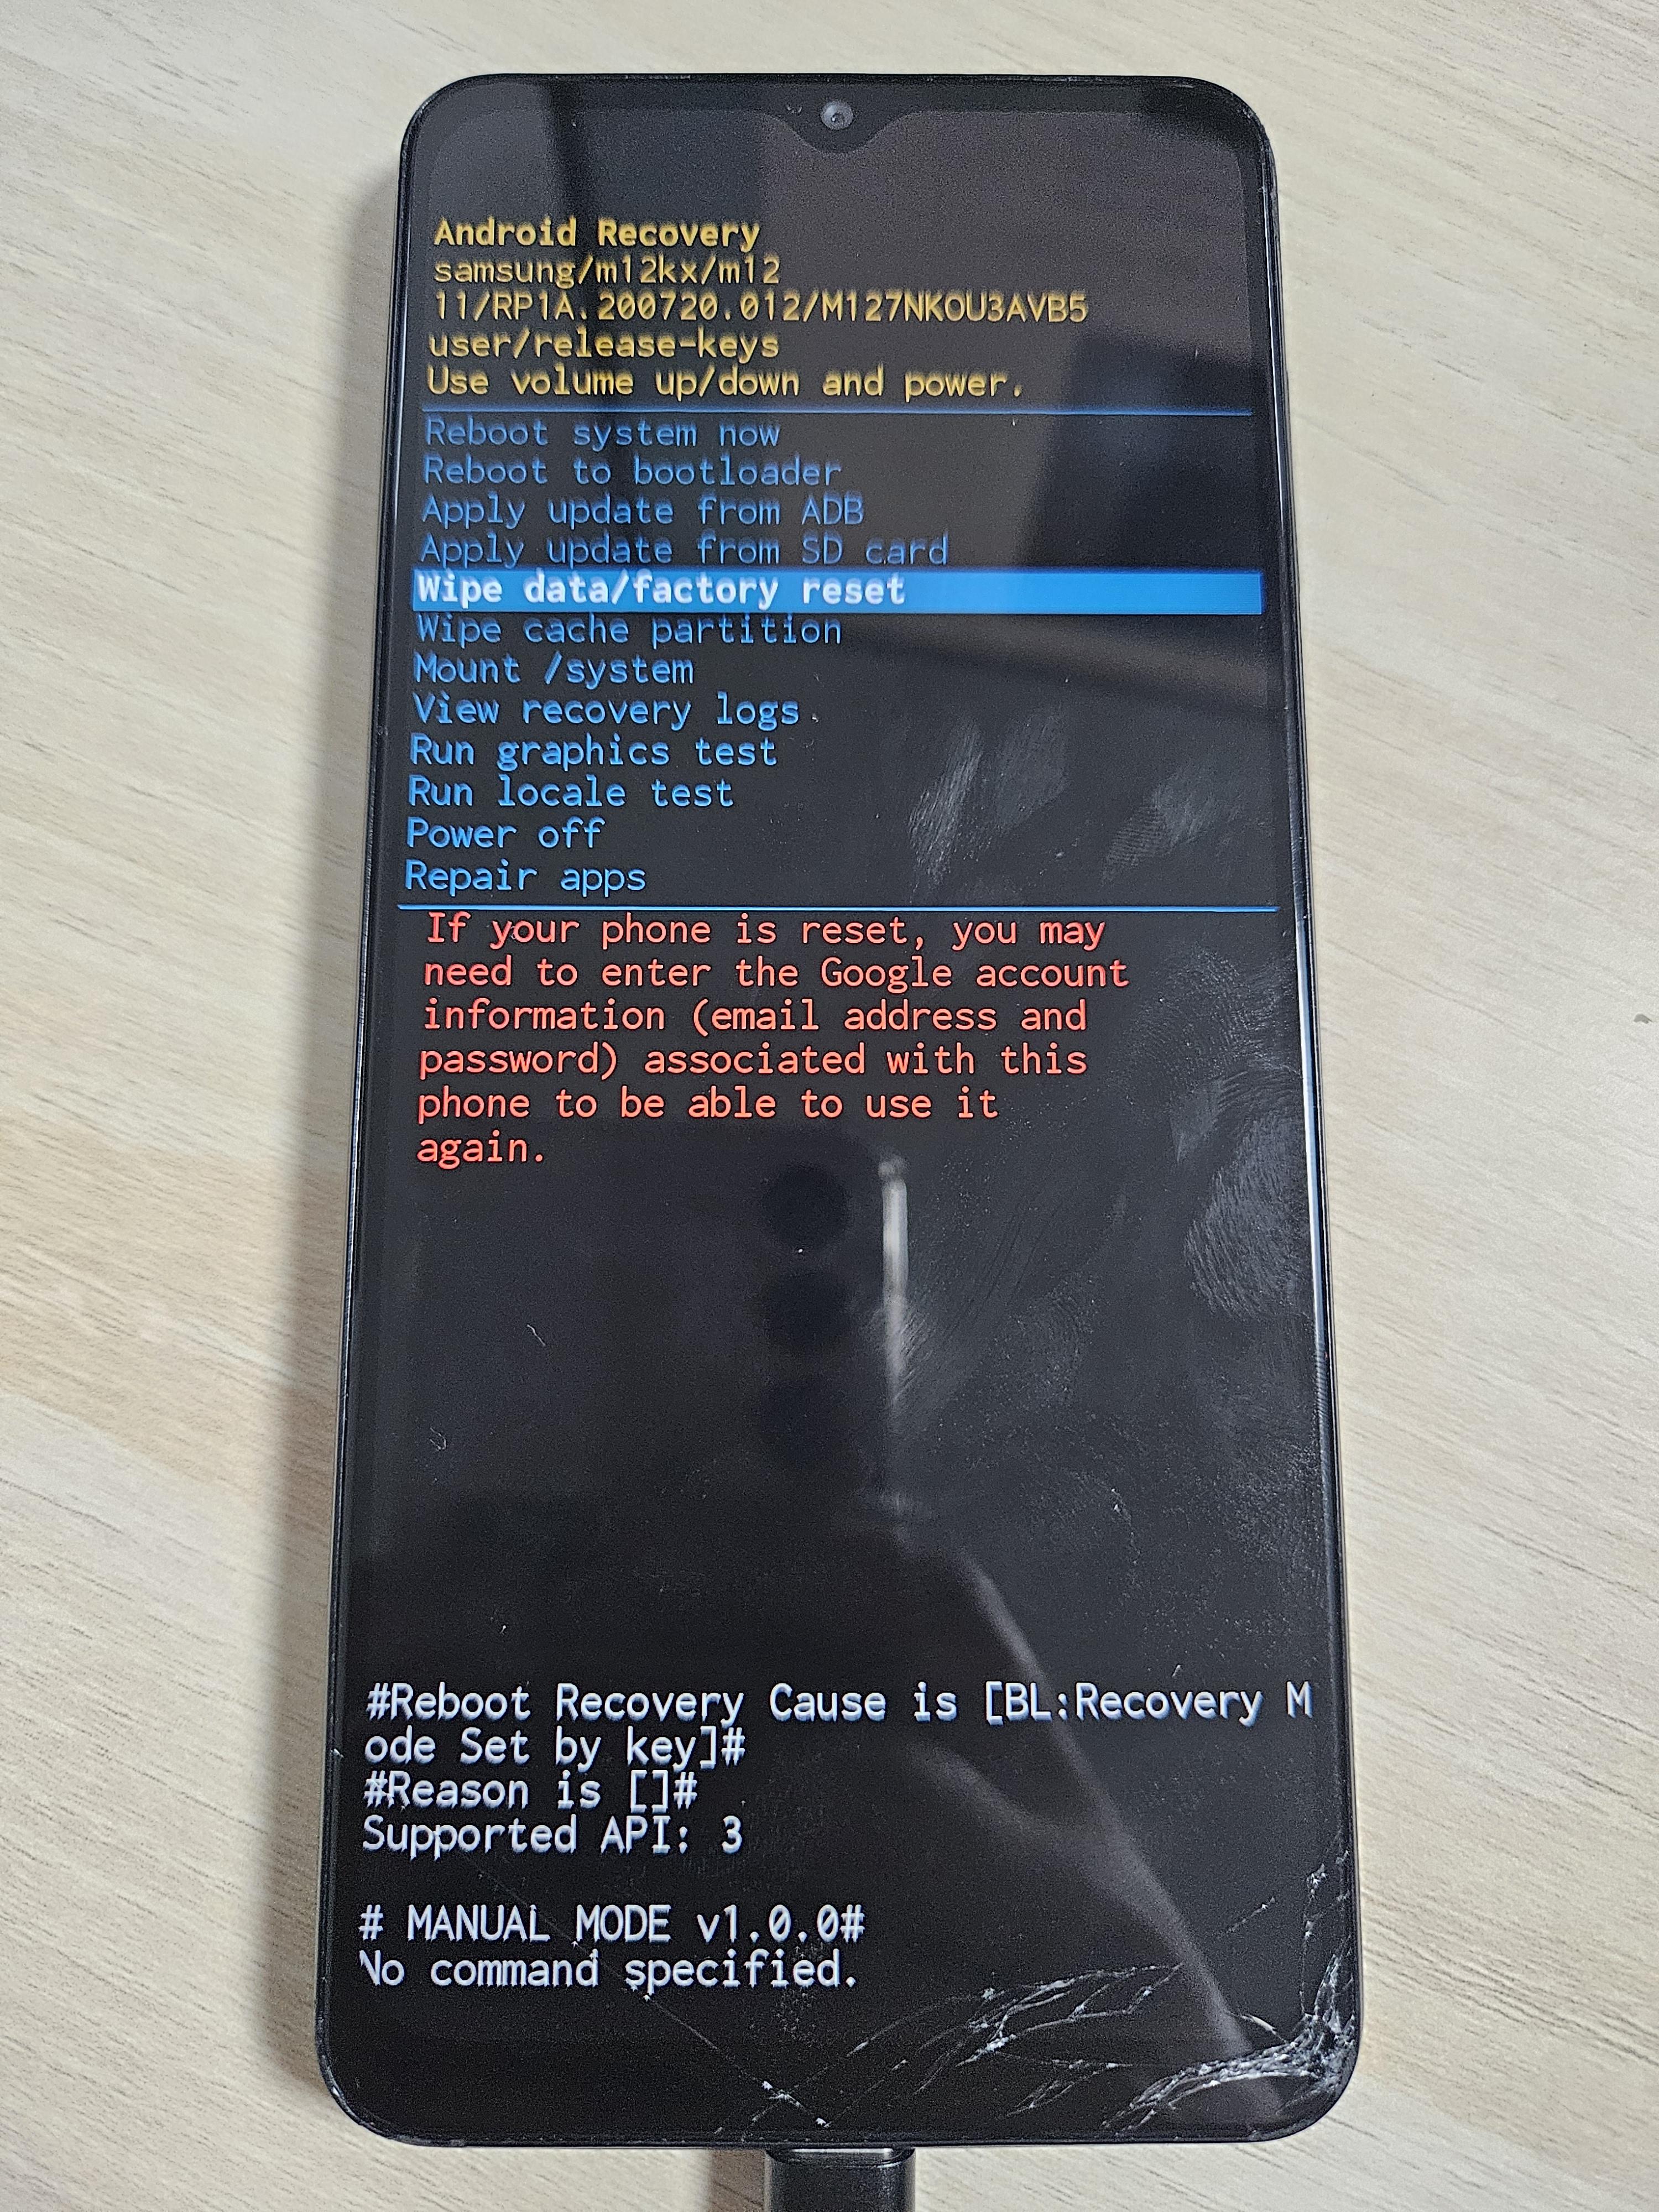 Android Recovery
samsung/m12kx/m12
11/RP1A.200720.012/M127NKOU3AVB5
user/release-keys
Use volume up/down and power.
Reboot system now
Reboot to bootloader
Apply update from ADB
Apply update from SD card
Wipe data/factory reset
Wipe cache partition
Mount /system
View recovery logs
Run graphics test
Run locale test
Power off
Repair apps
If your phone is reset, you may
need to enter the Google account
information (email address and
password) associated with this
phone to be able to use it
again.
#Reboot Recovery Cause is [BL:Recovery M
ode Set by key]#
#Reason is []#
Supported API: 3
# MANUAL MODE v1.0.0#
No command specified.